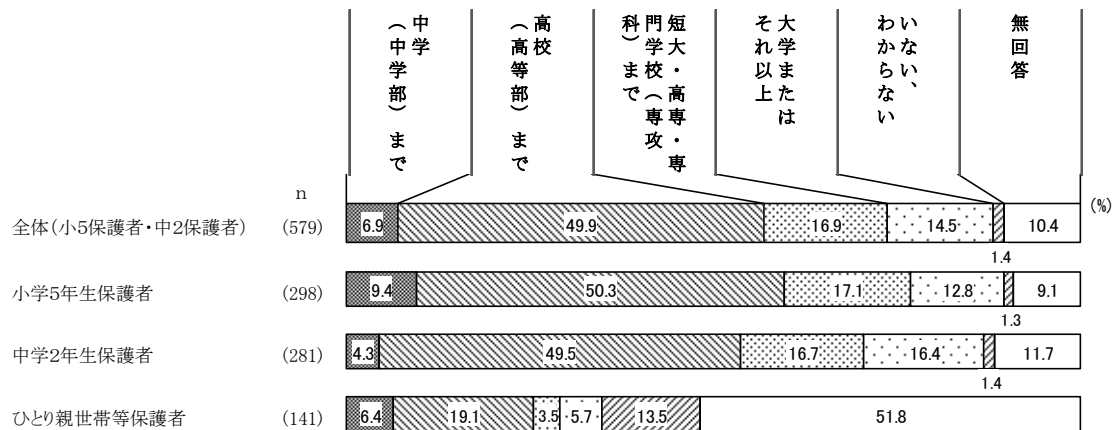 中学
（中学部）まで
高校
（高等部）まで
短大・高専・専
門学校（専攻
科）まで
大学または
それ以上
いない、
わからない
無回答
n
(%)
全体（小5保護者・中2保護者） (579) 6.9 49.9 16.9 14.5 10.4
1.4
小学5年生保護者 (298) 9.4 50.3 17.1 12.8 9.1
1.3
中学2年生保護者 (281) 4.3 49.5 16.7 16.4 11.7
1.4
ひとり親世帯等保護者 (141) 6.4 19.1 3.5 5.7 13.5 51.8